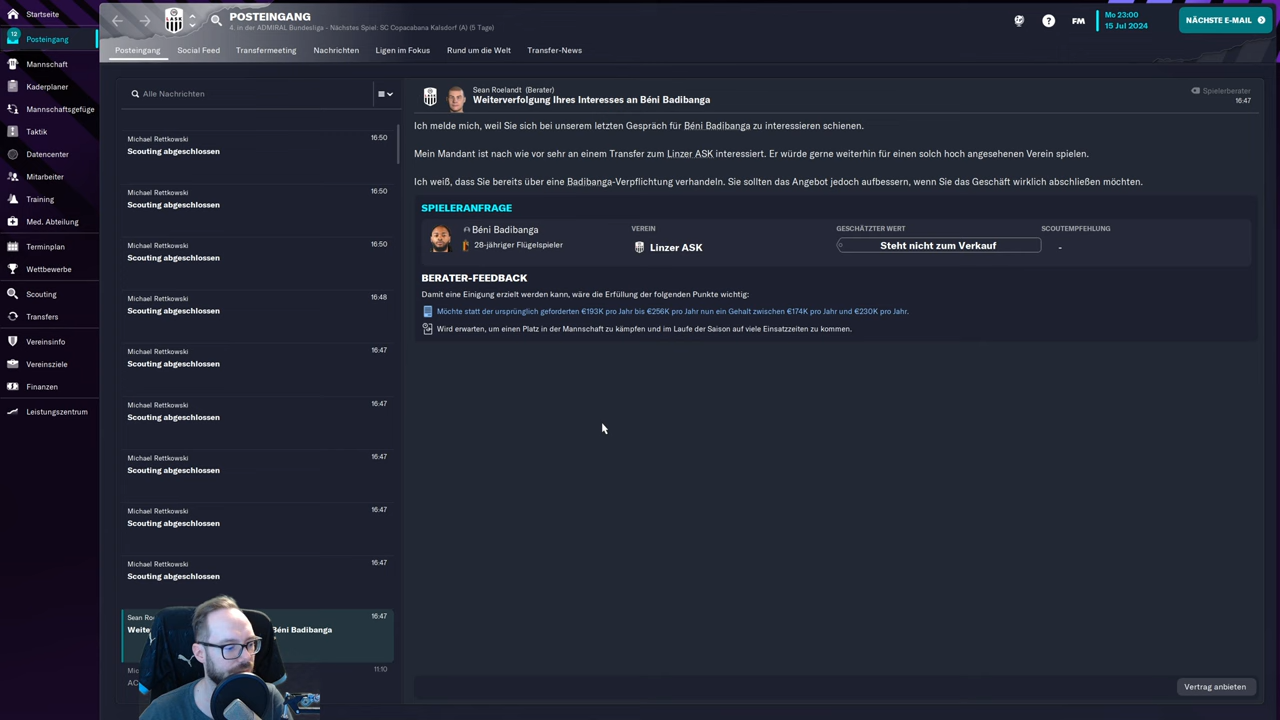 Startseite
12
Posteingang
Mannschaft
Kaderplaner
Mannschaftsgefüge
Taktik
Datencenter
Mitarbeiter
Training
Med. Abteilung
Terminplan
Wettbewerbe
Scouting
Transfers
Vereinsinfo
Vereinsziele
Finanzen
Leistungszentrum
POSTEINGANG
4. in der ADMIRAL Bundesliga - Nächstes Spiel: SC Copacabana Kalsdorf (A) (5 Tage)
FM
Mo 23:00
15 Jul 2024
NÄCHSTE E-MAIL
Posteingang
Social Feed
Transfermeeting
Nachrichten
Ligen im Fokus
Rund um die Welt
Transfer-News
Alle Nachrichten
Michael Rettkowski 16:50
Scouting abgeschlossen
Michael Rettkowski 16:50
Scouting abgeschlossen
Michael Rettkowski 16:50
Scouting abgeschlossen
Michael Rettkowski 16:48
Scouting abgeschlossen
Michael Rettkowski 16:47
Scouting abgeschlossen
Michael Rettkowski 16:47
Scouting abgeschlossen
Michael Rettkowski 16:47
Scouting abgeschlossen
Michael Rettkowski 16:47
Scouting abgeschlossen
Michael Rettkowski 16:47
Scouting abgeschlossen
Sean 16:47
Béni Badibanga
11:10
Sean Roelandt (Berater)
Weiterverfolgung Ihres Interesses an Béni Badibanga
Spielerberater
16:47
Ich melde mich, weil Sie sich bei unserem letzten Gespräch für Béni Badibanga zu interessieren schienen.
Mein Mandant ist nach wie vor sehr an einem Transfer zum Linzer ASK interessiert. Er würde gerne weiterhin für einen solch hoch angesehenen Verein spielen.
Ich weiß, dass Sie bereits über eine Badibanga-Verpflichtung verhandeln. Sie sollten das Angebot jedoch aufbessern, wenn Sie das Geschäft wirklich abschließen möchten.
SPIELERANFRAGE
Béni Badibanga
28-jähriger Flügelspieler
VEREIN
Linzer ASK
GESCHÄTZTER WERT
Steht nicht zum Verkauf
SCOUTEMPFEHLUNG
-
BERATER-FEEDBACK
Damit eine Einigung erzielt werden kann, wäre die Erfüllung der folgenden Punkte wichtig:
Möchte statt der ursprünglich geforderten €193K pro Jahr bis €256K pro Jahr nun ein Gehalt zwischen €174K pro Jahr und €230K pro Jahr.
Wird erwarten, um einen Platz in der Mannschaft zu kämpfen und im Laufe der Saison auf viele Einsatzzeiten zu kommen.
Vertrag anbieten